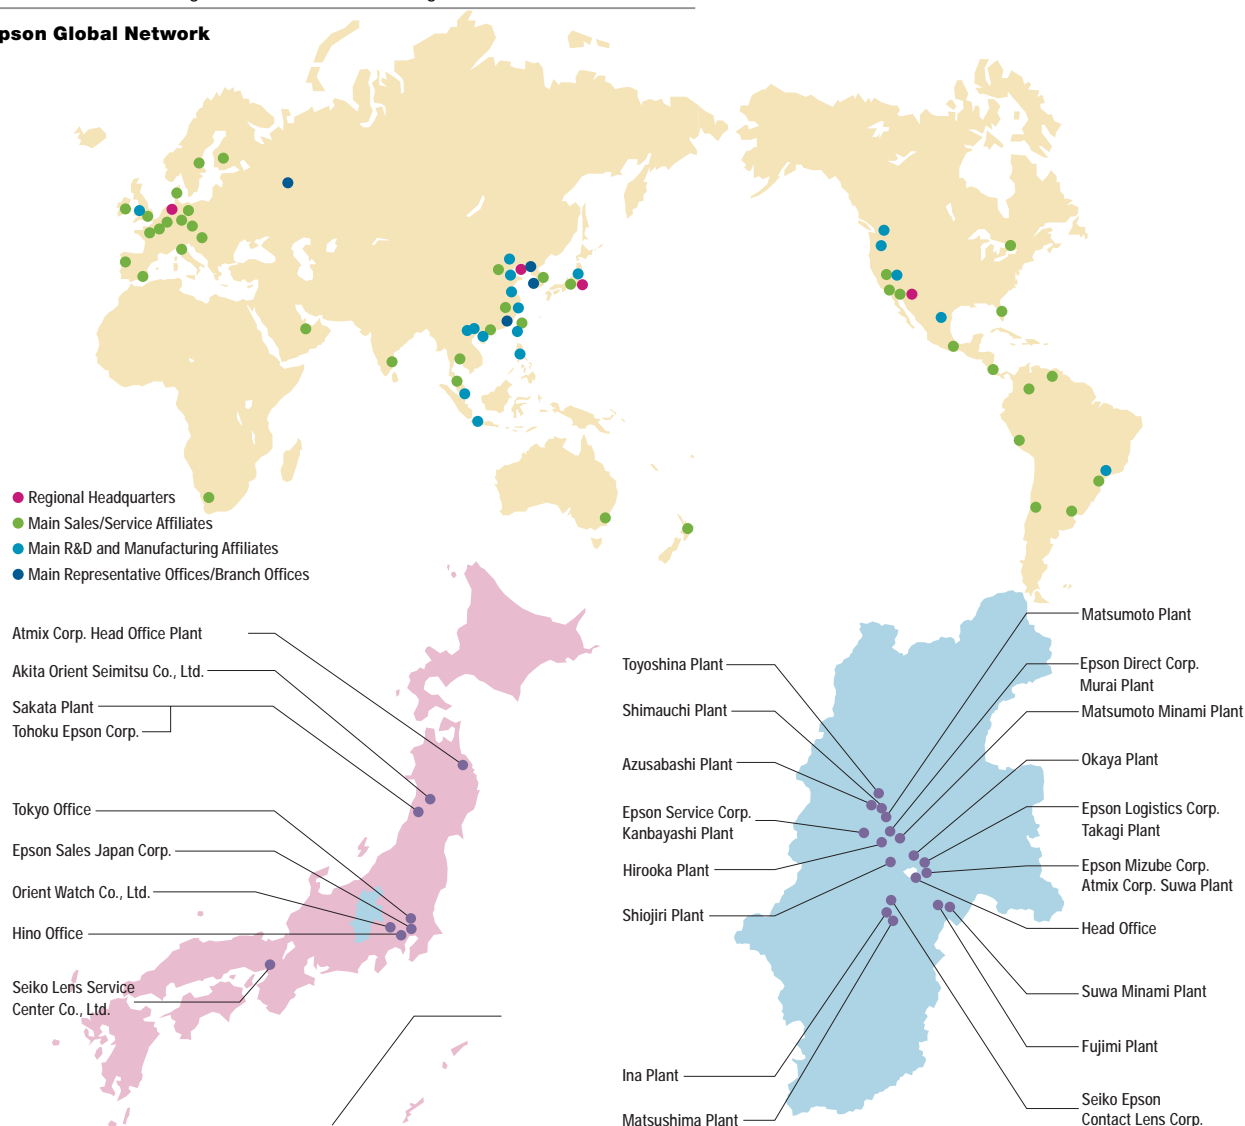 pson Global Network
Regional Headquarters
Main Sales/Service Affiliates
Main R&D and Manufacturing Affiliates
Main Representative Offices/Branch Offices
Atmix Corp. Head Office Plant
Akita Orient Seimitsu Co., Ltd.
Sakata Plant
Tohoku Epson Corp.
Tokyo Office
Epson Sales Japan Corp.
Orient Watch Co., Ltd.
Hino Office
Seiko Lens Service
Center Co., Ltd.
Toyoshina Plant
Shimauchi Plant
Azusabashi Plant
Epson Service Corp.
Kanbayashi Plant
Hirooka Plant
Shiojiri Plant
Ina Plant
Matsushima Plant
Matsumoto Plant
Epson Direct Corp.
Murai Plant
Matsumoto Minami Plant
Okaya Plant
Epson Logistics Corp.
Takagi Plant
Epson Mizube Corp.
Atmix Corp. Suwa Plant
Head Office
Suwa Minami Plant
Fujimi Plant
Seiko Epson
Contact Lens Corp.